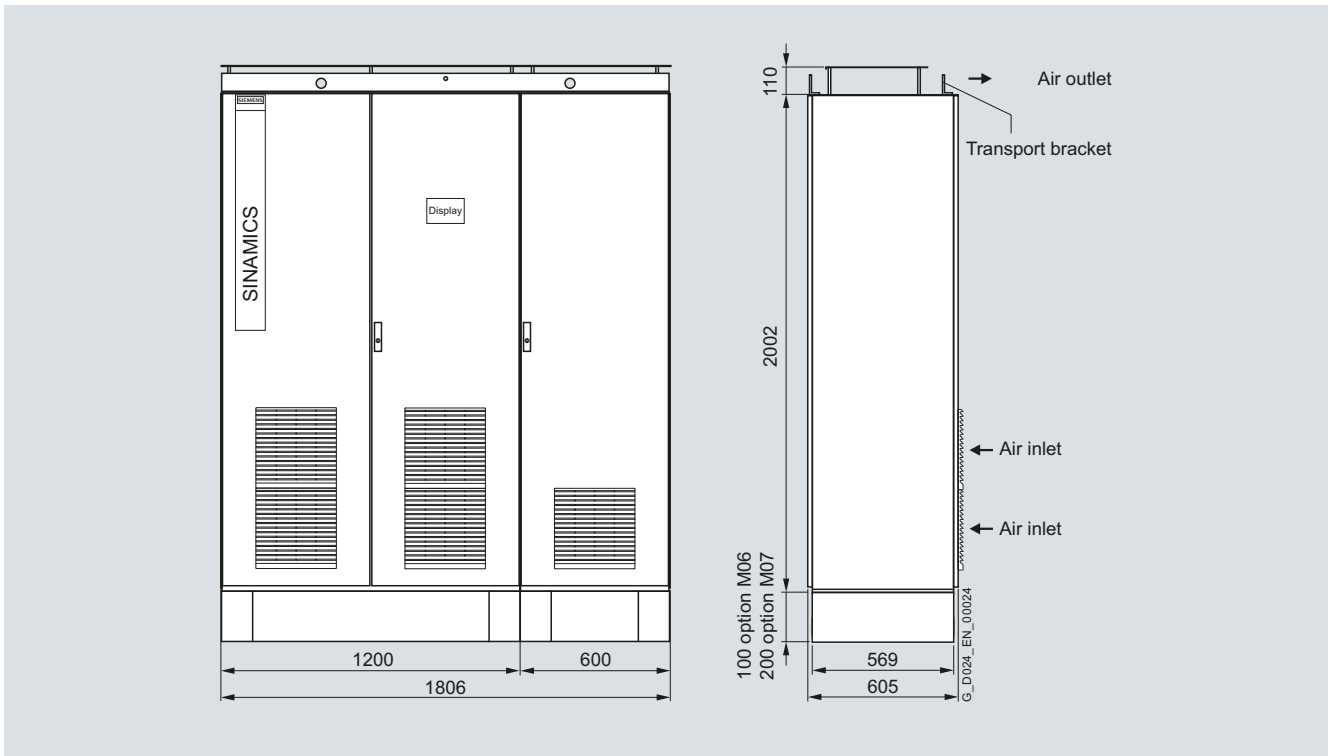 110
Air outlet
Transport bracket
SIEMENS
SINAMICS
Display
2002
Air inlet
Air inlet
100 option M06
200 option M07
1200
600
1806
569
605
G_D024_EN_00024